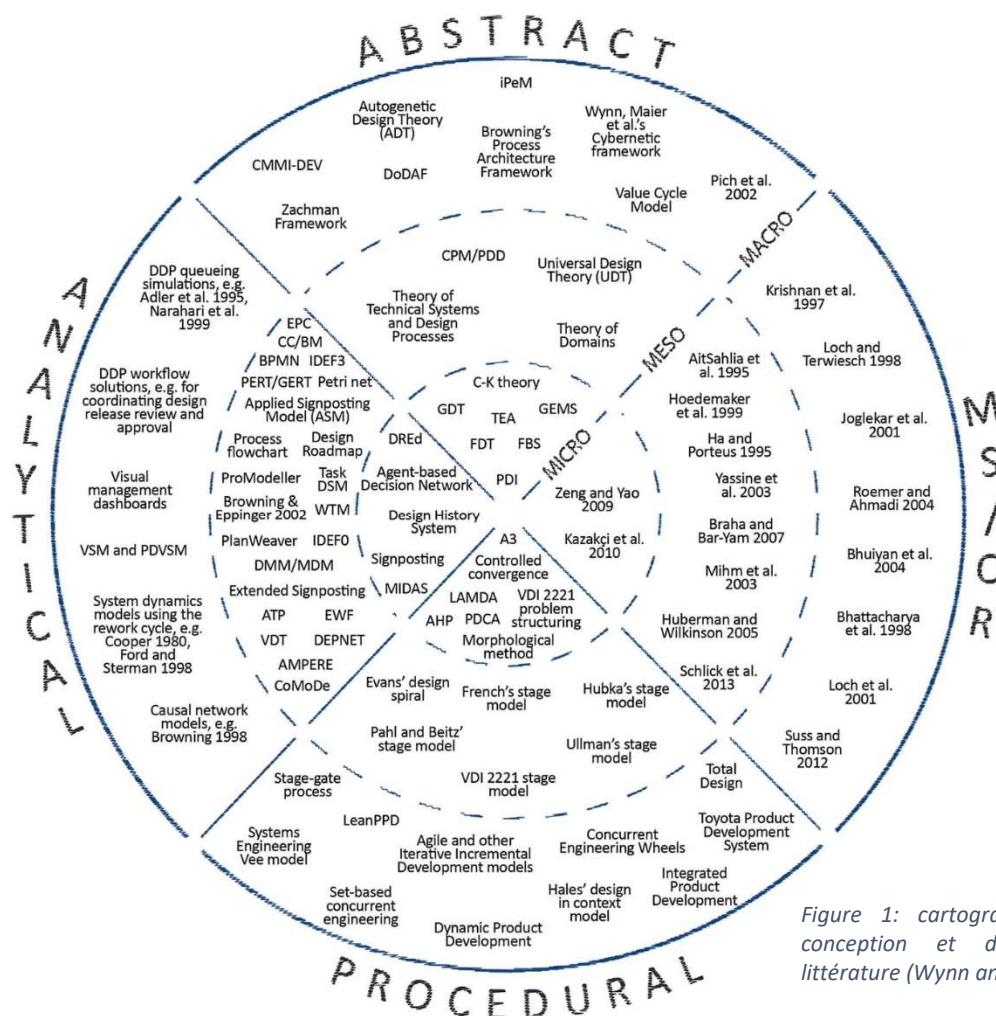 ABSTRACT
iPeM
Autogenetic
Design Theory
(ADT)
Wynn, Maier
et al.'s
Cybernetic
framework
Browning's
Process
Architecture
Framework
CMMI-DEV
DoDAF
Pich et al.
2002
Value Cycle
Model
Zachman
Framework
MACRO
CPM/PDD
Universal Design
Theory (UDT)
Theory of
Technical Systems
and Design
Processes
Theory of
Domains
MESO
C-K theory
GDT
TEA
GEMS
FDT
FBS
PDI
MICRO
ANALYTICAL
DDP queueing
simulations, e.g.
Adler et al. 1995,
Narahari et al.
1999
DDP workflow
solutions, e.g. for
coordinating design
release review and
approval
Visual
management
dashboards
VSM and PDVSM
System dynamics
models using the
rework cycle, e.g.
Cooper 1980,
Ford and
Sterman 1998
Causal network
models, e.g.
Browning 1998
EPC
CC/BM
BPMN IDEF3
PERT/GERT Petri net
Applied Signposting
Model (ASM)
Process
flowchart
Design
Roadmap
ProModeller
Task
DSM
Browning &
Eppinger 2002
WTM
PlanWeaver IDEF0
DMM/MDM
Extended Signposting
ATP EWF
VDT DEPNET
AMPERE
CoMoDe
DREd
Agent-based
Decision Network
Design History
System
Signposting
MIDAS
Krishnan et al.
1997
Loch and
Terwiesch 1998
Joglekar et al.
2001
Roemer and
Ahmadi 2004
Bhuiyan et al.
2004
Bhattacharya
et al. 1998
Loch et al.
2001
Suss and
Thomson
2012
AitSahlia et
al. 1995
Hoedemaker
et al. 1999
Ha and
Porteus 1995
Yassine et
al. 2003
Braha and
Bar-Yam 2007
Mihm et al.
2003
Huberman and
Wilkinson 2005
Schlick et al.
2013
Zeng and Yao
2009
Kazakçi et al.
2010
MS/OR
A3
Controlled
convergence
LAMDA
VDI 2221
problem
structuring
AHP PDCA
Morphological
method
Evans' design
spiral
French's stage
model
Hubka's stage
model
Pahl and Beitz'
stage model
Ullman's stage
model
VDI 2221 stage
model
Stage-gate
process
Total
Design
LeanPPD
Toyota Product
Development
System
Systems
Engineering
Vee model
Agile and other
Iterative Incremental
Development models
Concurrent
Engineering Wheels
Set-based
concurrent
engineering
Hales' design
in context
model
Integrated
Product
Development
Dynamic Product
Development
PROCEDURAL
Figure 1: cartogra
conception et d
littérature (Wynn an